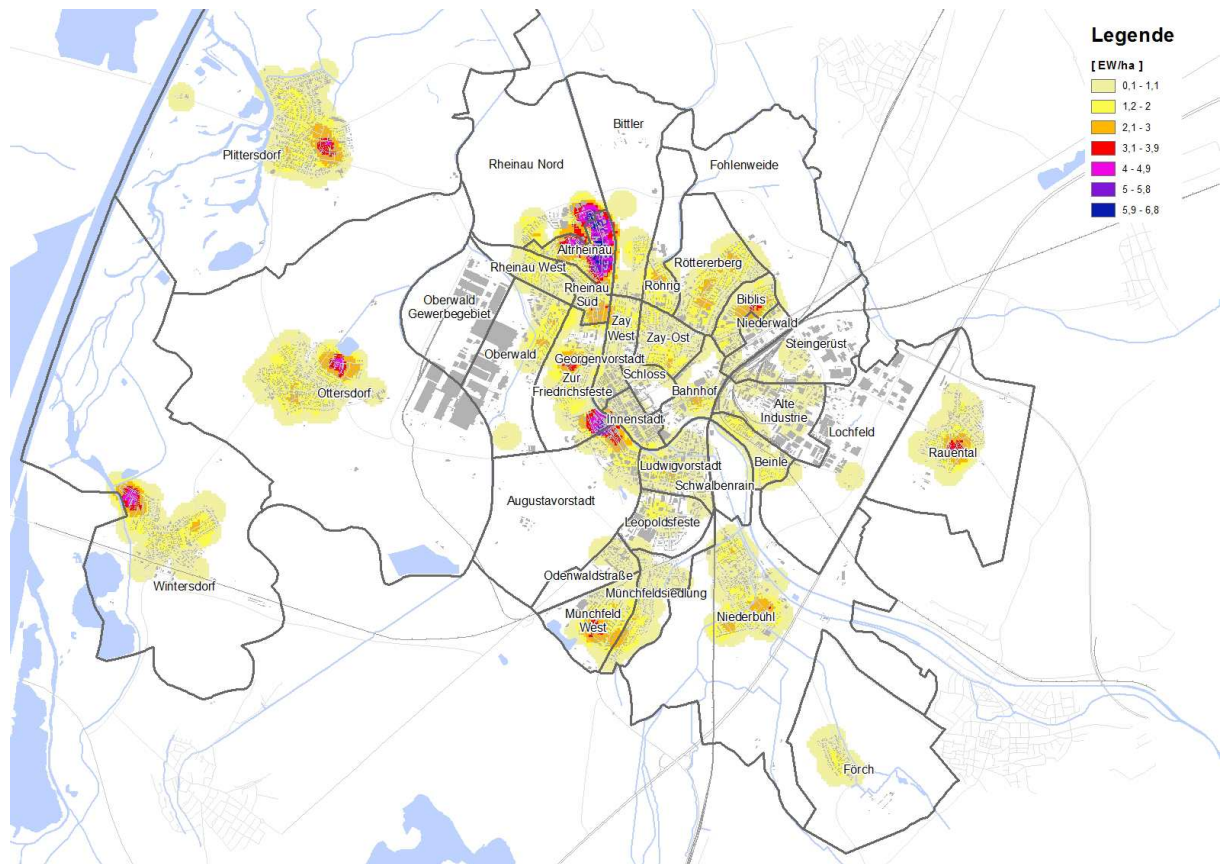 Legende
[ EW/ha ]
0,1 - 1,1
1,2 - 2
2,1 - 3
3,1 - 3,9
4 - 4,9
5 - 5,8
5,9 - 6,8
Bittler
Plittersdorf
Rheinau Nord
Fohlenweide
Altrheinau
Rheinau West
Röttererberg
Rheinau
Süd
Röhrig
Oberwald
Gewerbegebiet
Biblis
Niederwald
Zay
West
Zay-Ost
Steingerüst
Oberwald
Georgenvorstadt
Schloss
Zur
Friedrichsfeste
Ottersdorf
Bahnhof
Alte
Industrie
Innenstadt
Lochfeld
Rauental
Ludwigvorstadt
Beinle
Schwalbenrain
Augustavorstadt
Leopoldsfeste
Wintersdorf
Odenwaldstraße
Münchfeldsiedlung
Münchfeld
West
Niederbühl
Förch